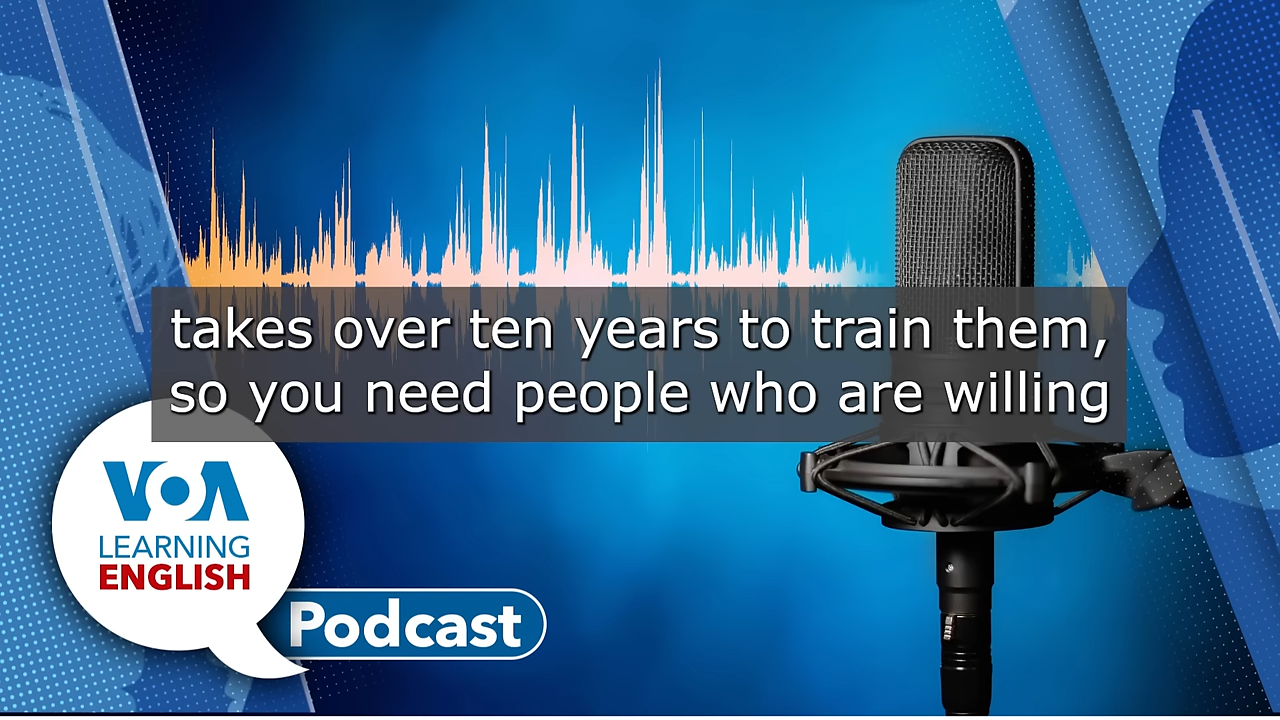 takes over ten years to train them,
so you need people who are willing
VOA
LEARNING
ENGLISH
Podcast